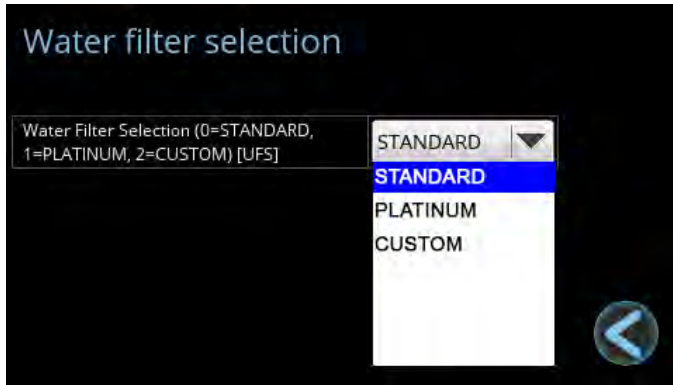 Water filter selection
Water Filter Selection (0=STANDARD,
1=PLATINUM, 2=CUSTOM) [UFS]
STANDARD
STANDARD
PLATINUM
CUSTOM